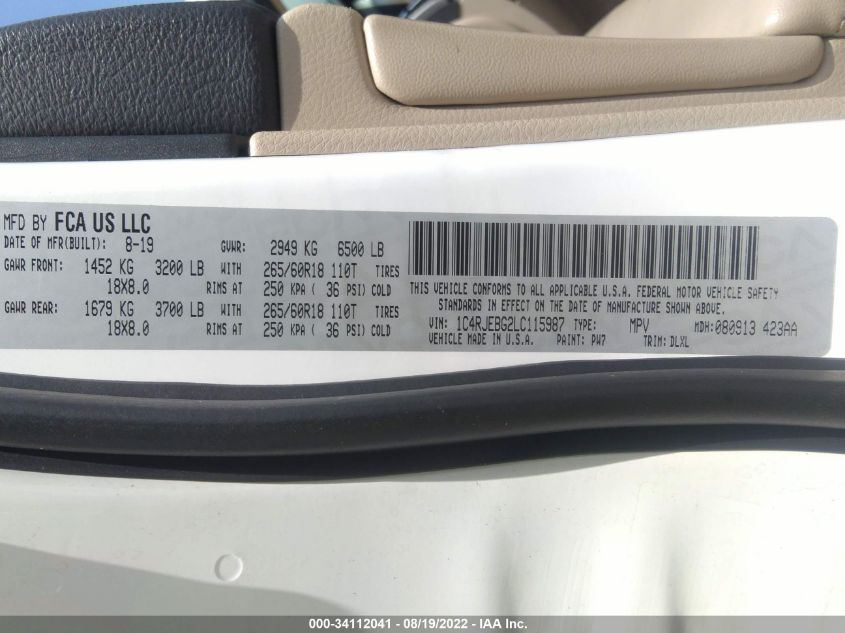 MFD BY FCA US LLC
DATE OF MFR(BUILT): 8-19 GVWR: 2949 KG 6500 LB
GAWR FRONT: 1452 KG 3200 LB WITH 265/60R18 110T TIRES
18X8.0 RIMS AT 250 KPA ( 36 PSI) COLD
GAWR REAR: 1679 KG 3700 LB WITH 265/60R18 110T TIRES
18X8.0 RIMS AT 250 KPA ( 36 PSI) COLD
THIS VEHICLE CONFORMS TO ALL APPLICABLE U.S.A. FEDERAL MOTOR VEHICLE SAFETY
STANDARDS IN EFFECT ON THE DATE OF MANUFACTURE SHOWN ABOVE.
VIN: 1C4RJEBG2LC115987 TYPE: MPV MDH: 080913 423AA
VEHICLE MADE IN U.S.A. PAINT: PW7 TRIM: DLXL
000-34112041 - 08/19/2022 - IAA Inc.